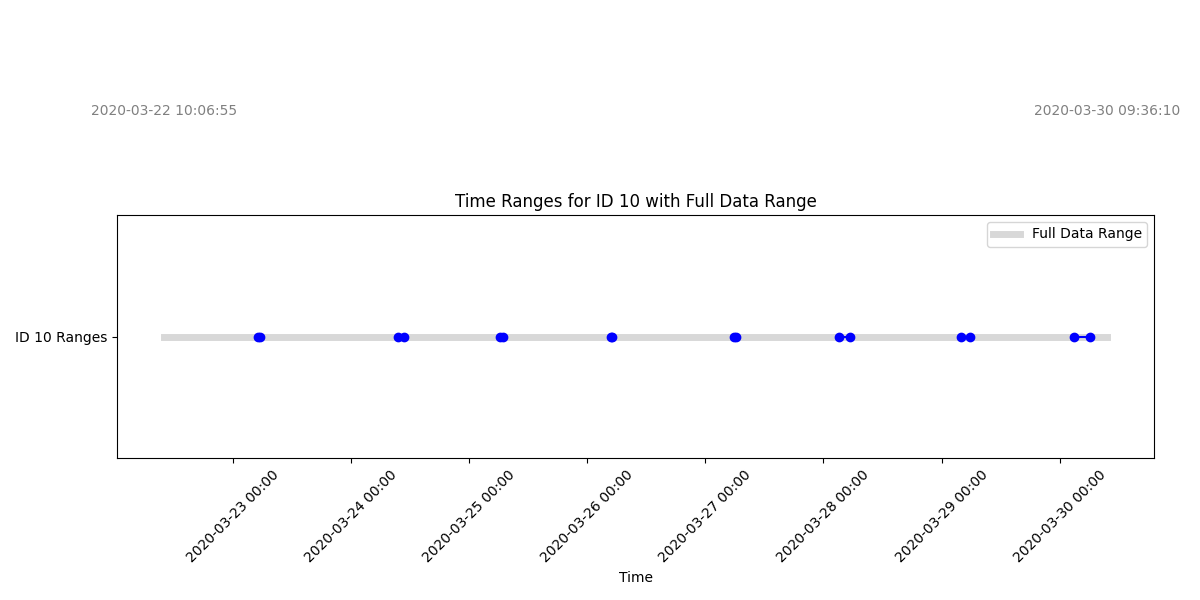 2020-03-22 10:06:55
2020-03-30 09:36:10
Time Ranges for ID 10 with Full Data Range
Full Data Range
ID 10 Ranges
2020-03-23 00:00
2020-03-24 00:00
2020-03-25 00:00
2020-03-26 00:00
2020-03-27 00:00
2020-03-28 00:00
2020-03-29 00:00
2020-03-30 00:00
Time